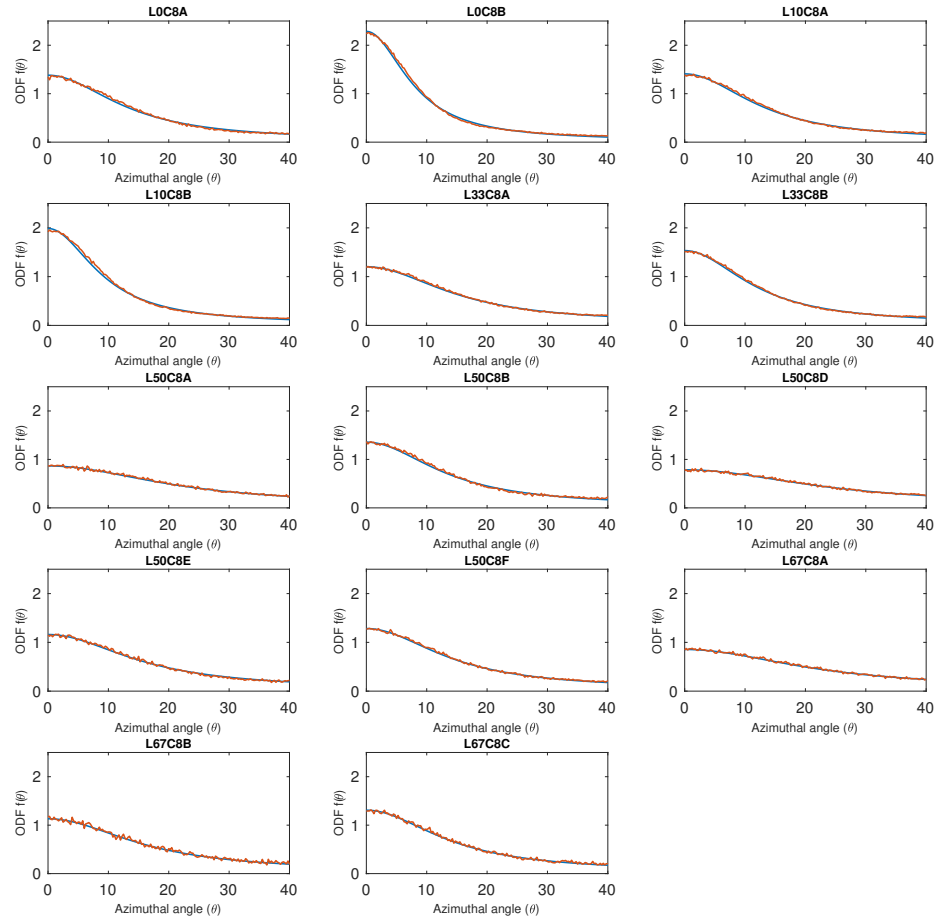 L0C8A
L0C8B
L10C8A
ODF f(θ)
2
1
0
0 10 20 30 40
Azimuthal angle (θ)
ODF f(θ)
2
1
0
0 10 20 30 40
Azimuthal angle (θ)
ODF f(θ)
2
1
0
0 10 20 30 40
Azimuthal angle (θ)
L10C8B
L33C8A
L33C8B
ODF f(θ)
2
1
0
0 10 20 30 40
Azimuthal angle (θ)
ODF f(θ)
2
1
0
0 10 20 30 40
Azimuthal angle (θ)
ODF f(θ)
2
1
0
0 10 20 30 40
Azimuthal angle (θ)
L50C8A
L50C8B
L50C8D
ODF f(θ)
2
1
0
0 10 20 30 40
Azimuthal angle (θ)
ODF f(θ)
2
1
0
0 10 20 30 40
Azimuthal angle (θ)
ODF f(θ)
2
1
0
0 10 20 30 40
Azimuthal angle (θ)
L50C8E
L50C8F
L67C8A
ODF f(θ)
2
1
0
0 10 20 30 40
Azimuthal angle (θ)
ODF f(θ)
2
1
0
0 10 20 30 40
Azimuthal angle (θ)
ODF f(θ)
2
1
0
0 10 20 30 40
Azimuthal angle (θ)
L67C8B
L67C8C
ODF f(θ)
2
1
0
0 10 20 30 40
Azimuthal angle (θ)
ODF f(θ)
2
1
0
0 10 20 30 40
Azimuthal angle (θ)